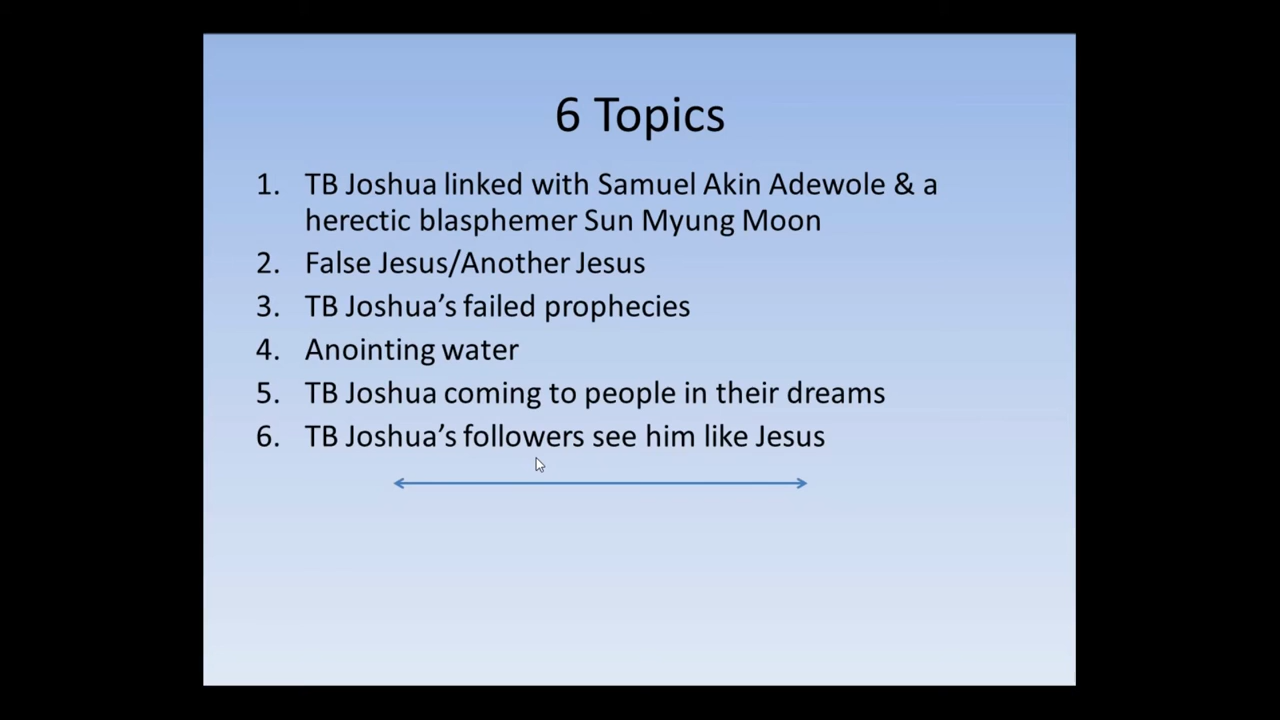 6 Topics
1. TB Joshua linked with Samuel Akin Adewole & a
herectic blasphemer Sun Myung Moon
2. False Jesus/Another Jesus
3. TB Joshua’s failed prophecies
4. Anointing water
5. TB Joshua coming to people in their dreams
6. TB Joshua’s followers see him like Jesus